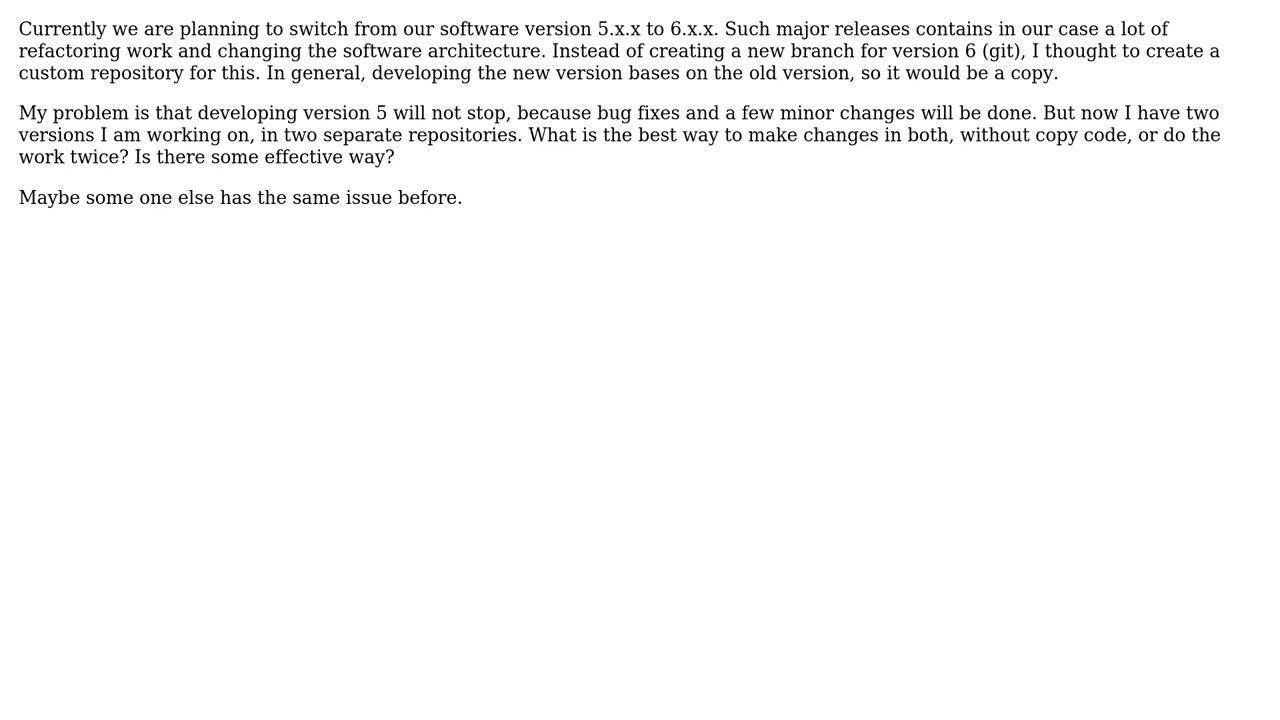 Currently we are planning to switch from our software version 5.x.x to 6.x.x. Such major releases contains in our case a lot of
refactoring work and changing the software architecture. Instead of creating a new branch for version 6 (git), I thought to create a
custom repository for this. In general, developing the new version bases on the old version, so it would be a copy.
My problem is that developing version 5 will not stop, because bug fixes and a few minor changes will be done. But now I have two
versions I am working on, in two separate repositories. What is the best way to make changes in both, without copy code, or do the
work twice? Is there some effective way?
Maybe some one else has the same issue before.